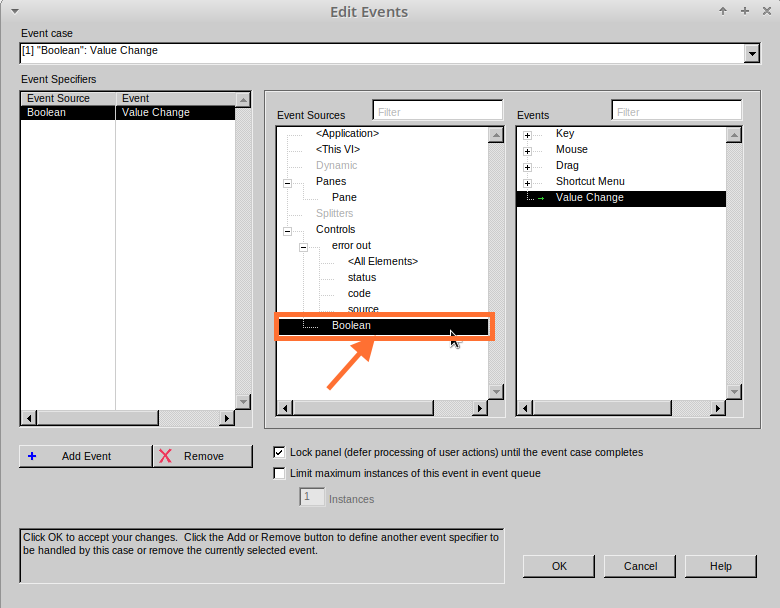 Edit Events
Event case
[1] "Boolean": Value Change
Event Specifiers
Event Source Event
Boolean Value Change
Event Sources Filter
<Application>
<This VI>
Dynamic
Panes
Pane
Splitters
Controls
error out
<All Elements>
status
code
source
Boolean
Events Filter
Key
Mouse
Drag
Shortcut Menu
Value Change
Add Event Remove
Lock panel (defer processing of user actions) until the event case completes
Limit maximum instances of this event in event queue
1 Instances
Click OK to accept your changes.  Click the Add or Remove button to define another event specifier to
be handled by this case or remove the currently selected event.
OK Cancel Help